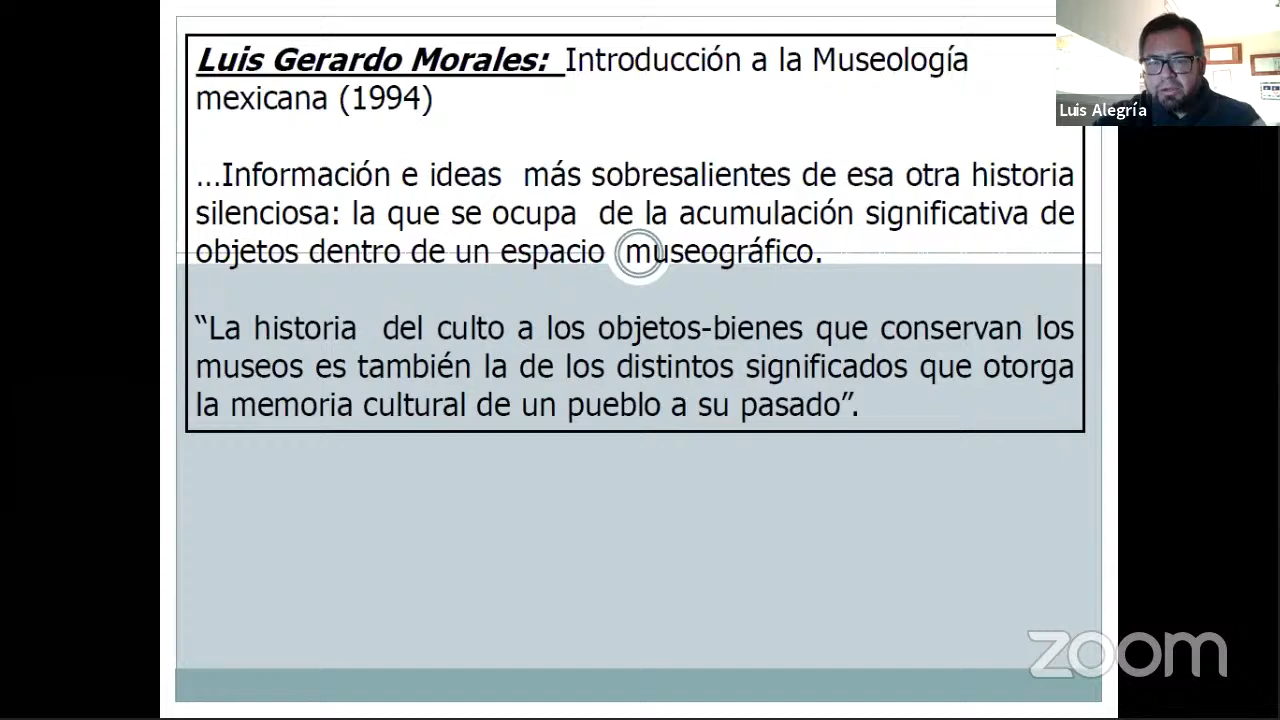 Luis Gerardo Morales: Introducción a la Museología
mexicana (1994)
…Información e ideas más sobresalientes de esa otra historia
silenciosa: la que se ocupa de la acumulación significativa de
objetos dentro de un espacio museográfico.
“La historia del culto a los objetos-bienes que conservan los
museos es también la de los distintos significados que otorga
la memoria cultural de un pueblo a su pasado”.
Luis Alegría
zoom